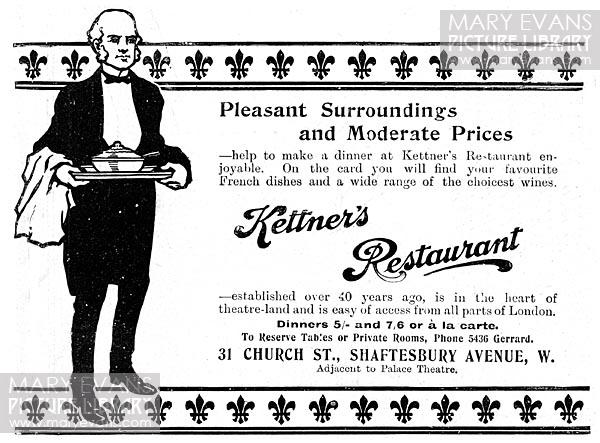 MARY EVANS
PICTURE LIBRARY
Pleasant Surroundings
and Moderate Prices
—help to make a dinner at Kettner's Restaurant en-
joyable. On the card you will find your favourite
French dishes and a wide range of the choicest wines.
Kettner's
Restaurant
—established over 40 years ago, is in the heart of
theatre-land and is easy of access from all parts of London.
Dinners 5/- and 7/6 or à la carte.
To Reserve Tables or Private Rooms, Phone 5436 Gerrard.
31 CHURCH ST., SHAFTESBURY AVENUE, W.
Adjacent to Palace Theatre.
MARY EVANS
PICTURE LIBRARY